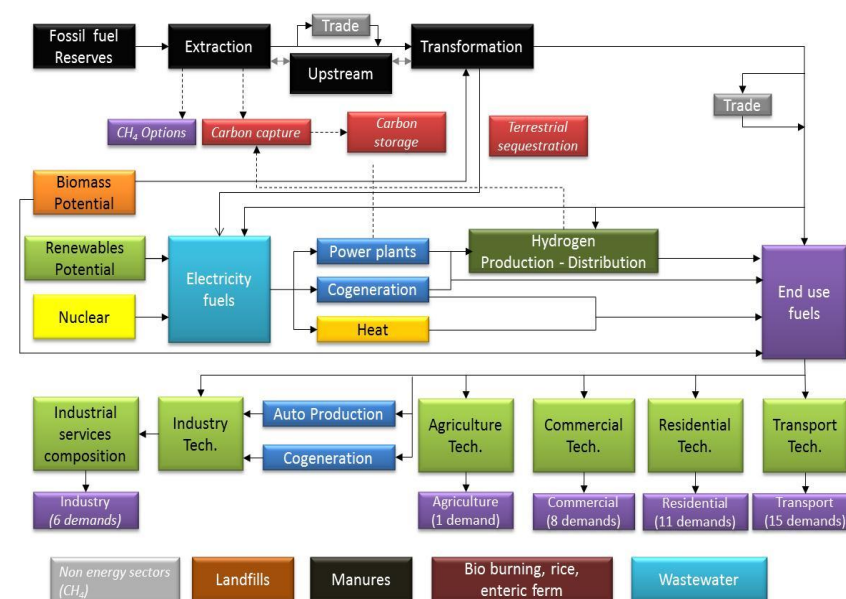 Fossil fuel
Reserves
Extraction
Trade
Upstream
Transformation
Trade
CH₄ Options
Carbon capture
Carbon
storage
Terrestrial
sequestration
Biomass
Potential
Renewables
Potential
Nuclear
Electricity
fuels
Power plants
Cogeneration
Heat
Hydrogen
Production - Distribution
End use
fuels
Industrial
services
composition
Industry
Tech.
Auto Production
Cogeneration
Agriculture
Tech.
Commercial
Tech.
Residential
Tech.
Transport
Tech.
Industry
(6 demands)
Agriculture
(1 demand)
Commercial
(8 demands)
Residential
(11 demands)
Transport
(15 demands)
Non energy sectors
(CH₄)
Landfills
Manures
Bio burning, rice,
enteric ferm
Wastewater